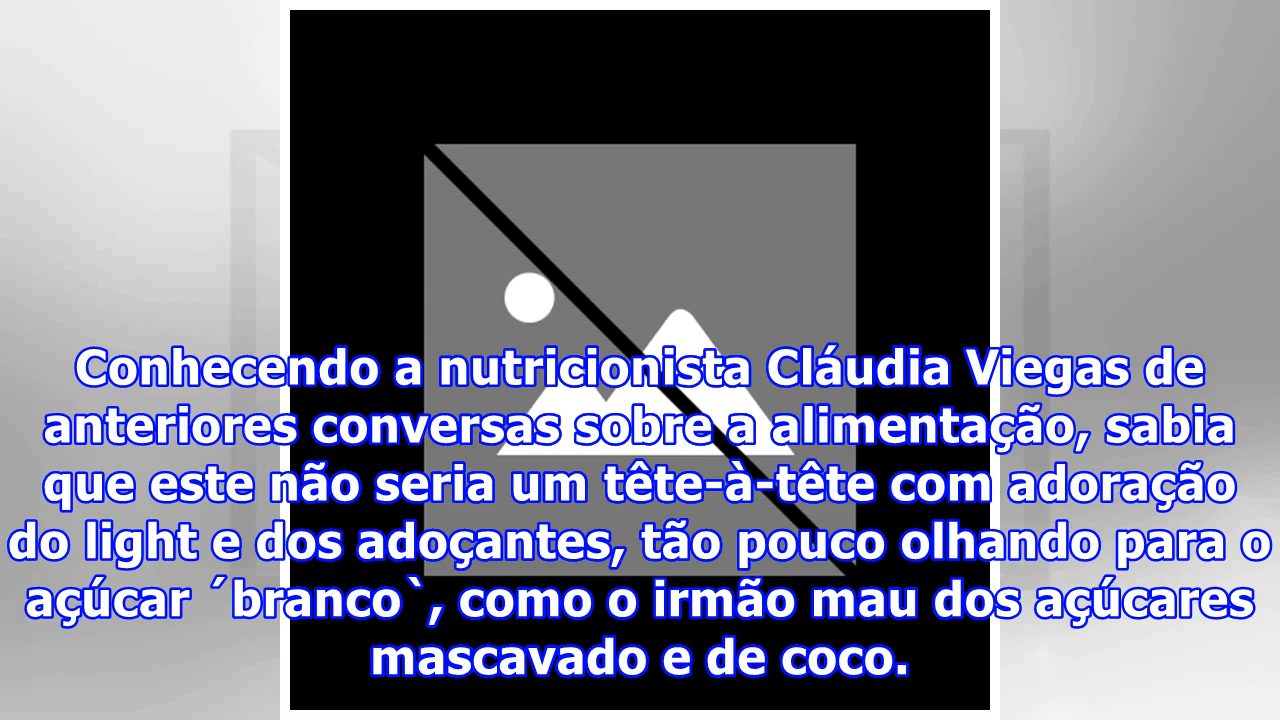 Conhecendo a nutricionista Cláudia Viegas de
anteriores conversas sobre a alimentação, sabia
que este não seria um tête-à-tête com adoração
do light e dos adoçantes, tão pouco olhando para o
açúcar ´branco`, como o irmão mau dos açúcares
mascavado e de coco.